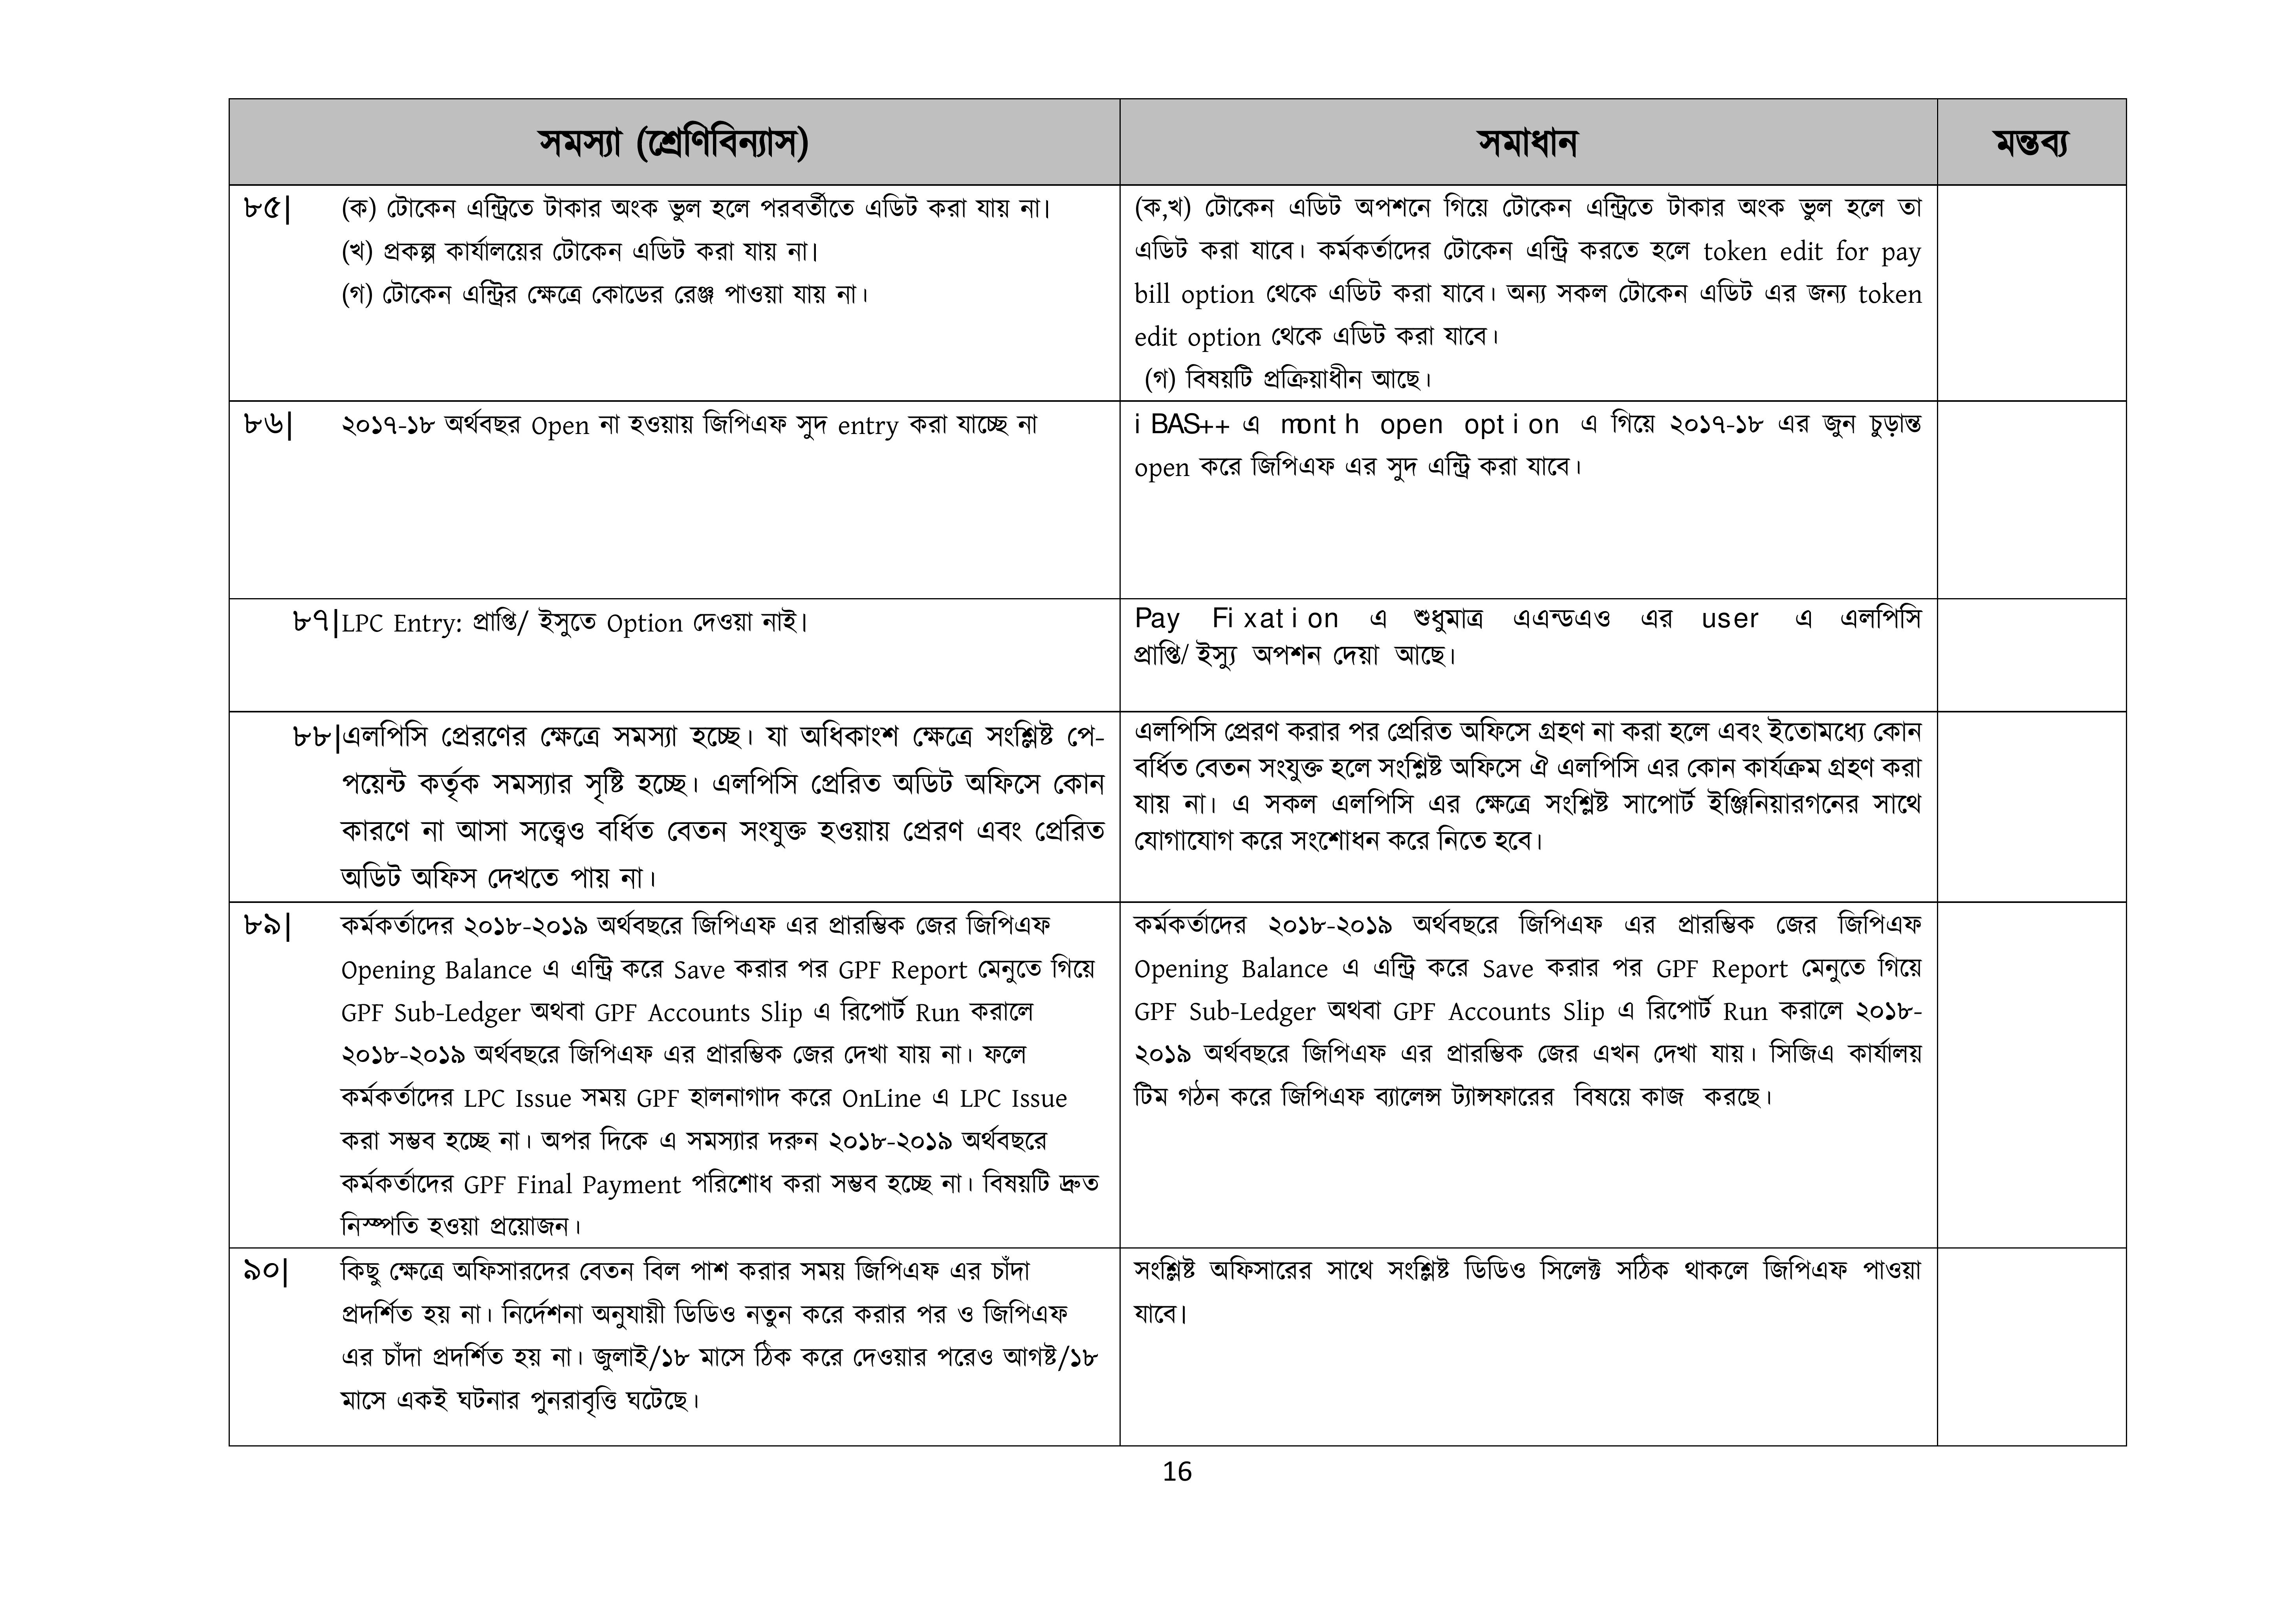 সমস্যা (শ্রেণিবিন্যাস)
সমাধান
মন্তব্য
৮৫| (ক) টোকেন এন্ট্রিতে টাকার অংক ভুল হলে পরবর্তীতে এডিট করা যায় না।
(খ) প্রকল্প কার্যালয়ের টোকেন এডিট করা যায় না।
(গ) টোকেন এন্ট্রির ক্ষেত্রে কোডের রেঞ্জ পাওয়া যায় না।
(ক,খ) টোকেন এডিট অপশনে গিয়ে টোকেন এন্ট্রিতে টাকার অংক ভুল হলে তা
এডিট করা যাবে। কর্মকর্তাদের টোকেন এন্ট্রি করতে হলে token edit for pay
bill option থেকে এডিট করা যাবে। অন্য সকল টোকেন এডিট এর জন্য token
edit option থেকে এডিট করা যাবে।
(গ) বিষয়টি প্রক্রিয়াধীন আছে।
৮৬| ২০১৭-১৮ অর্থবছর Open না হওয়ায় জিপিএফ সুদ entry করা যাচ্ছে না
iBAS++ এ month open option এ গিয়ে ২০১৭-১৮ এর জুন চুড়ান্ত
open করে জিপিএফ এর সুদ এন্ট্রি করা যাবে।
৮৭| LPC Entry: প্রাপ্তি/ ইসুতে Option দেওয়া নাই।
Pay Fixation এ শুধুমাত্র এএন্ডএও এর user এ এলপিসি
প্রাপ্তি/ ইস্যু অপশন দেয়া আছে।
৮৮| এলপিসি প্রেরণের ক্ষেত্রে সমস্যা হচ্ছে। যা অধিকাংশ ক্ষেত্রে সংশ্লিষ্ট পে-
পয়েন্ট কর্তৃক সমস্যার সৃষ্টি হচ্ছে। এলপিসি প্রেরিত অডিট অফিসে কোন
কারণে না আসা সত্ত্বেও বর্ধিত বেতন সংযুক্ত হওয়ায় প্রেরণ এবং প্রেরিত
অডিট অফিস দেখতে পায় না।
এলপিসি প্রেরণ করার পর প্রেরিত অফিসে গ্রহণ না করা হলে এবং ইতোমধ্যে কোন
বর্ধিত বেতন সংযুক্ত হলে সংশ্লিষ্ট অফিসে ঐ এলপিসি এর কোন কার্যক্রম গ্রহণ করা
যায় না। এ সকল এলপিসি এর ক্ষেত্রে সংশ্লিষ্ট সাপোর্ট ইঞ্জিনিয়ারগনের সাথে
যোগাযোগ করে সংশোধন করে নিতে হবে।
৮৯| কর্মকর্তাদের ২০১৮-২০১৯ অর্থবছরে জিপিএফ এর প্রারম্ভিক জের জিপিএফ
Opening Balance এ এন্ট্রি করে Save করার পর GPF Report মেনুতে গিয়ে
GPF Sub-Ledger অথবা GPF Accounts Slip এ রিপোর্ট Run করালে
২০১৮-২০১৯ অর্থবছরে জিপিএফ এর প্রারম্ভিক জের দেখা যায় না। ফলে
কর্মকর্তাদের LPC Issue সময় GPF হালনাগাদ করে OnLine এ LPC Issue
করা সম্ভব হচ্ছে না। অপর দিকে এ সমস্যার দরুন ২০১৮-২০১৯ অর্থবছরে
কর্মকর্তাদের GPF Final Payment পরিশোধ করা সম্ভব হচ্ছে না। বিষয়টি দ্রুত
নিস্পতি হওয়া প্রয়োজন।
কর্মকর্তাদের ২০১৮-২০১৯ অর্থবছরে জিপিএফ এর প্রারম্ভিক জের জিপিএফ
Opening Balance এ এন্ট্রি করে Save করার পর GPF Report মেনুতে গিয়ে
GPF Sub-Ledger অথবা GPF Accounts Slip এ রিপোর্ট Run করালে ২০১৮-
২০১৯ অর্থবছরে জিপিএফ এর প্রারম্ভিক জের এখন দেখা যায়। সিজিএ কার্যালয়
টিম গঠন করে জিপিএফ ব্যালেন্স ট্যান্সফারের বিষয়ে কাজ করছে।
৯০| কিছু ক্ষেত্রে অফিসারদের বেতন বিল পাশ করার সময় জিপিএফ এর চাঁদা
প্রদর্শিত হয় না। নির্দেশনা অনুযায়ী ডিডিও নতুন করে করার পর ও জিপিএফ
এর চাঁদা প্রদর্শিত হয় না। জুলাই/১৮ মাসে ঠিক করে দেওয়ার পরেও আগষ্ট/১৮
মাসে একই ঘটনার পুনরাবৃত্তি ঘটেছে।
সংশ্লিষ্ট অফিসারের সাথে সংশ্লিষ্ট ডিডিও সিলেক্ট সঠিক থাকলে জিপিএফ পাওয়া
যাবে।
16